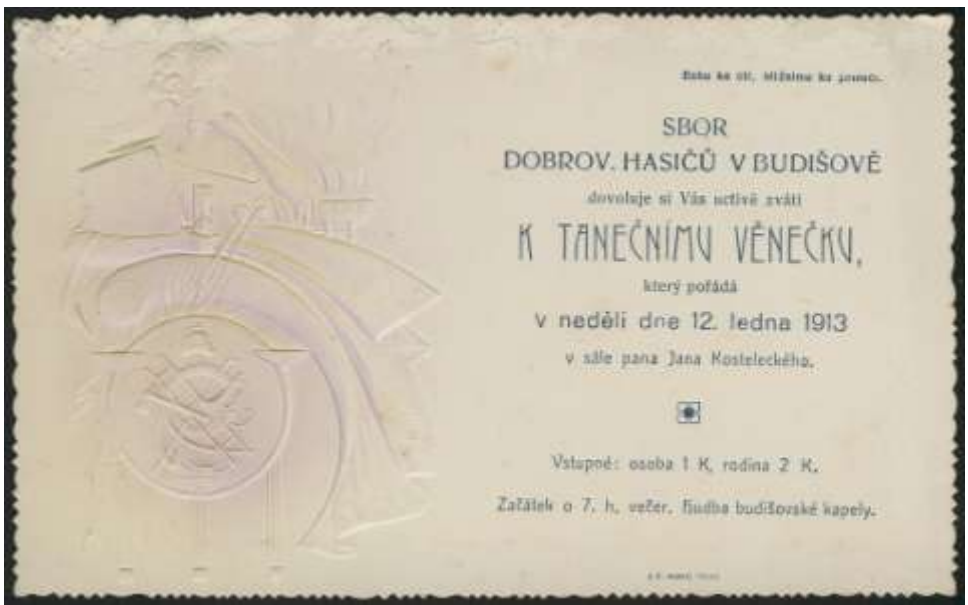 Bohu ke cti, bližnímu ku pomoci.
SBOR
DOBROV. HASIČŮ V BUDIŠOVĚ
dovoluje si Vás uctivě zváti
K TANEČNÍMU VĚNEČKU,
který pořádá
v neděli dne 12. ledna 1913
v sále pana Jana Kosteleckého.
Vstupné: osoba 1 K, rodina 2 K.
Začátek o 7. h. večer. Hudba budišovské kapely.